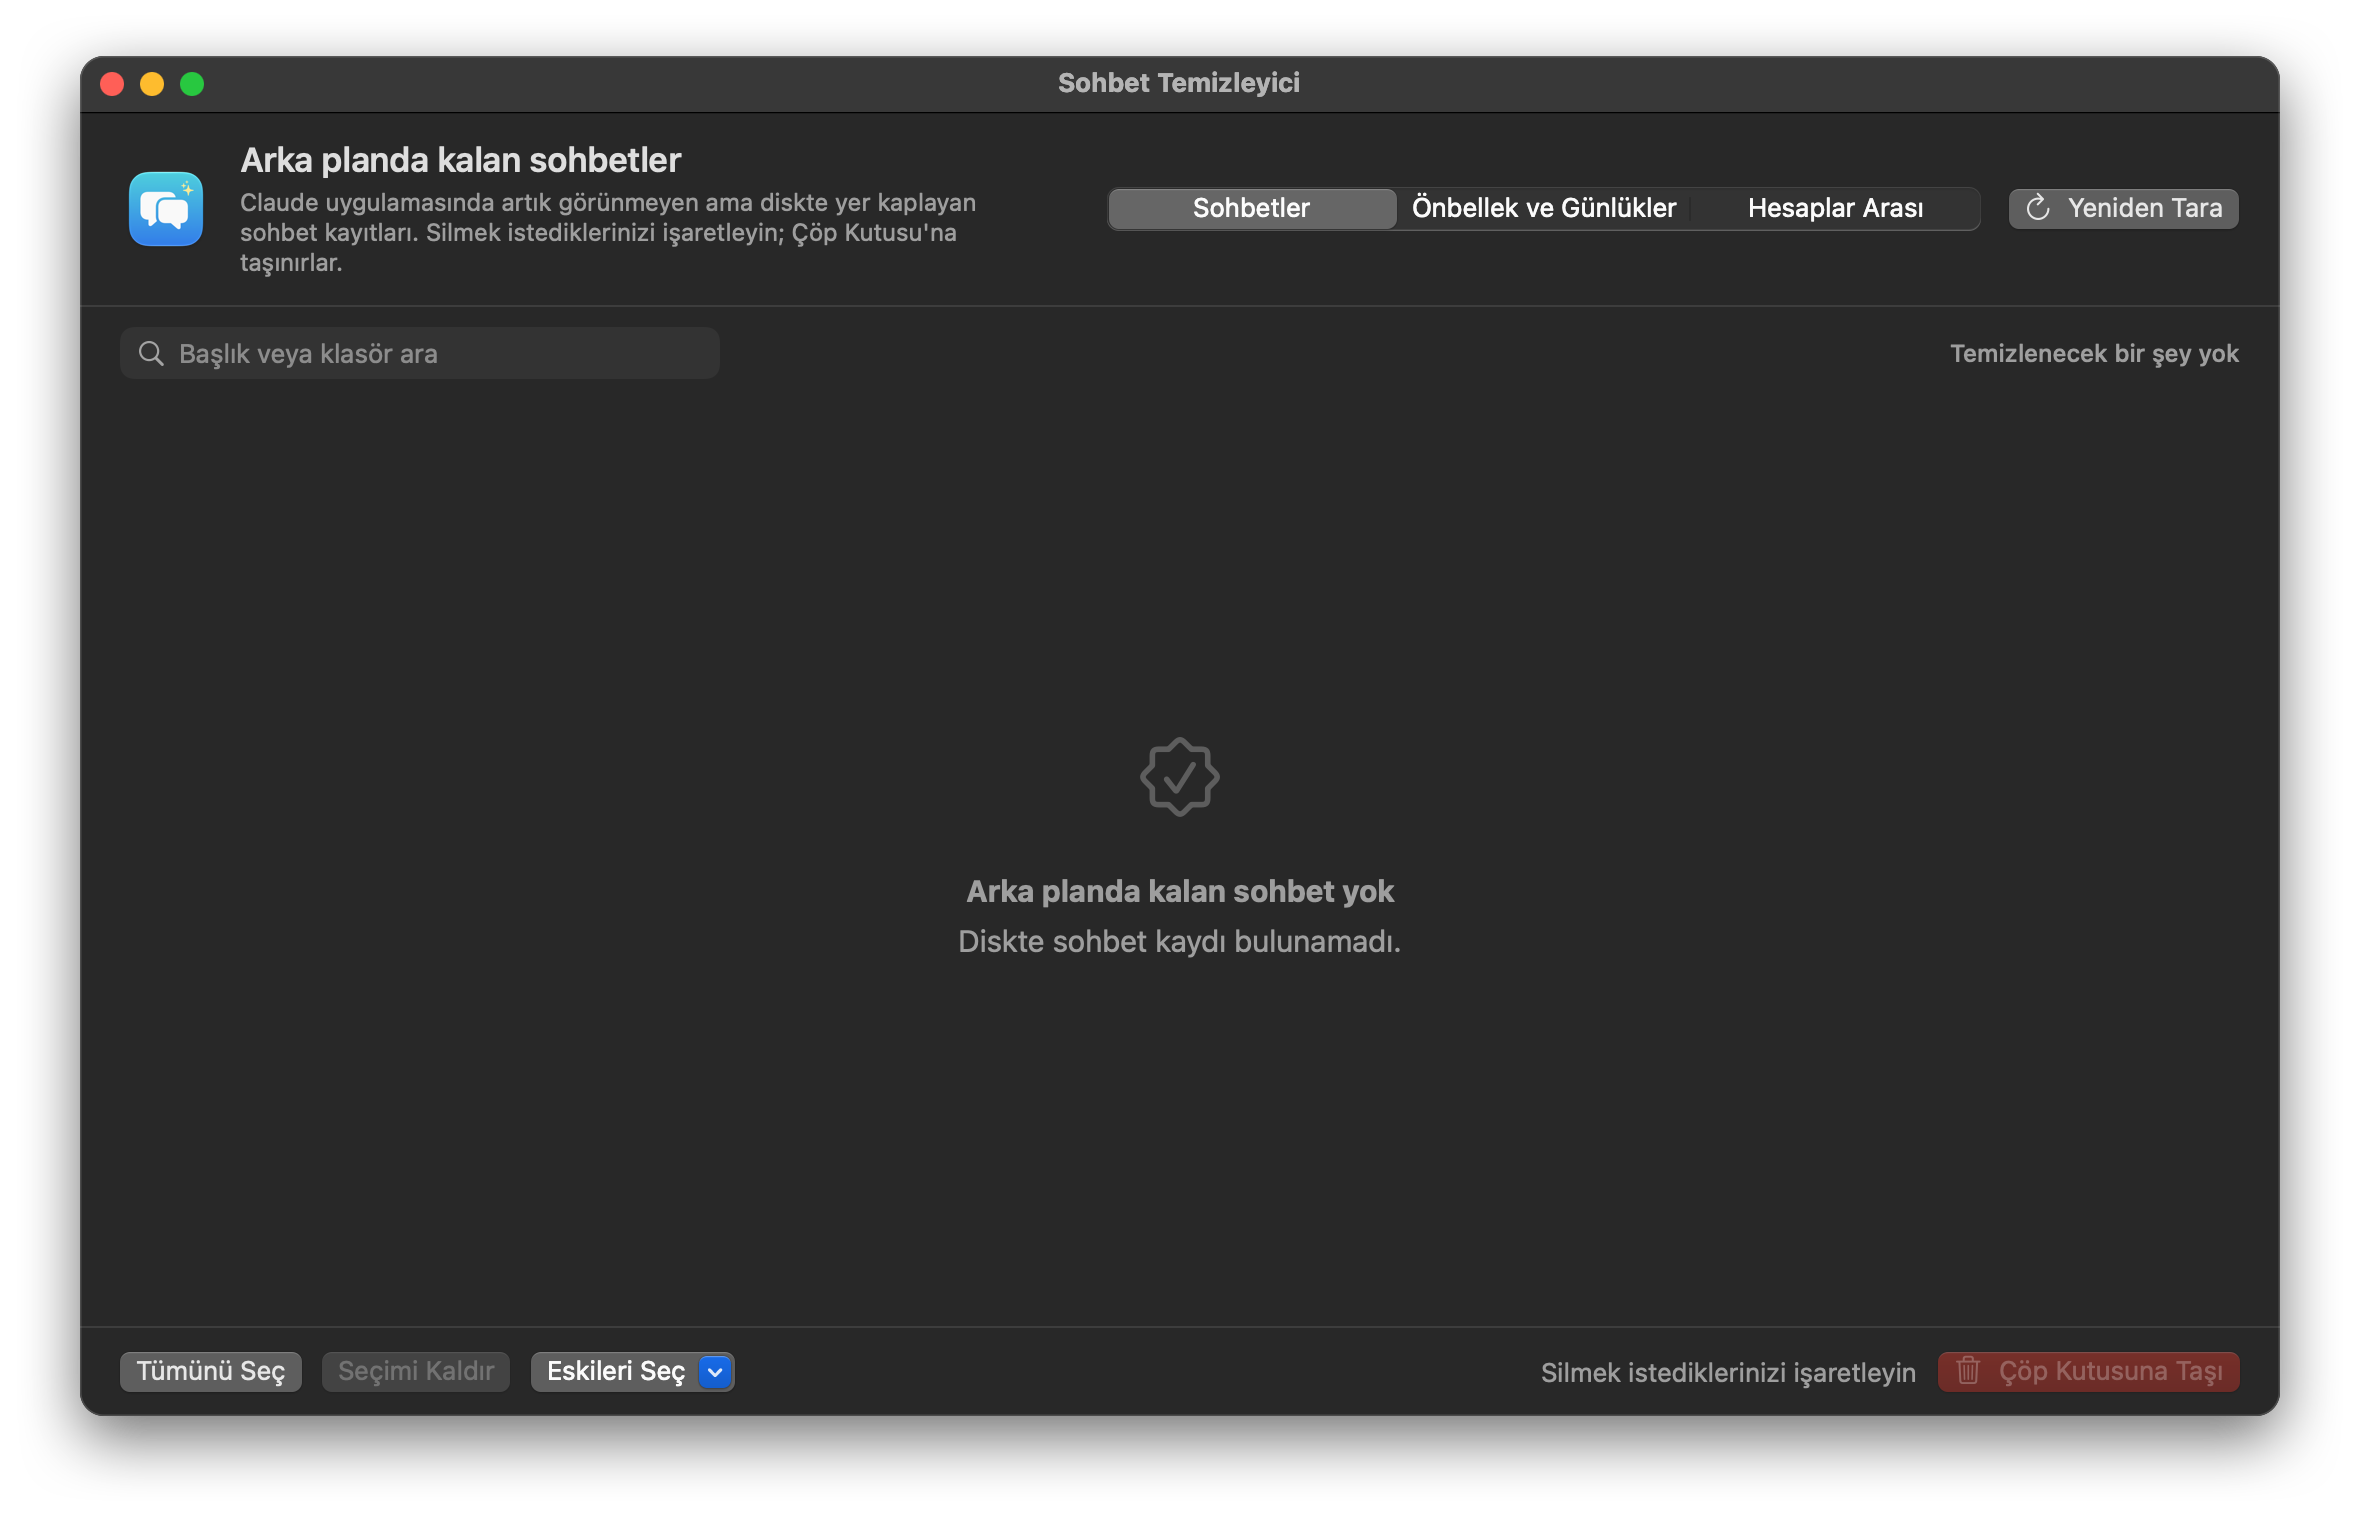 Sohbet Temizleyici
Arka planda kalan sohbetler
Claude uygulamasında artık görünmeyen ama diskte yer kaplayan
sohbet kayıtları. Silmek istediklerinizi işaretleyin; Çöp Kutusu'na
taşınırlar.
Sohbetler
Önbellek ve Günlükler
Hesaplar Arası
Yeniden Tara
Başlık veya klasör ara
Temizlenecek bir şey yok
Arka planda kalan sohbet yok
Diskte sohbet kaydı bulunamadı.
Tümünü Seç
Seçimi Kaldır
Eskileri Seç
Silmek istediklerinizi işaretleyin
Çöp Kutusuna Taşı